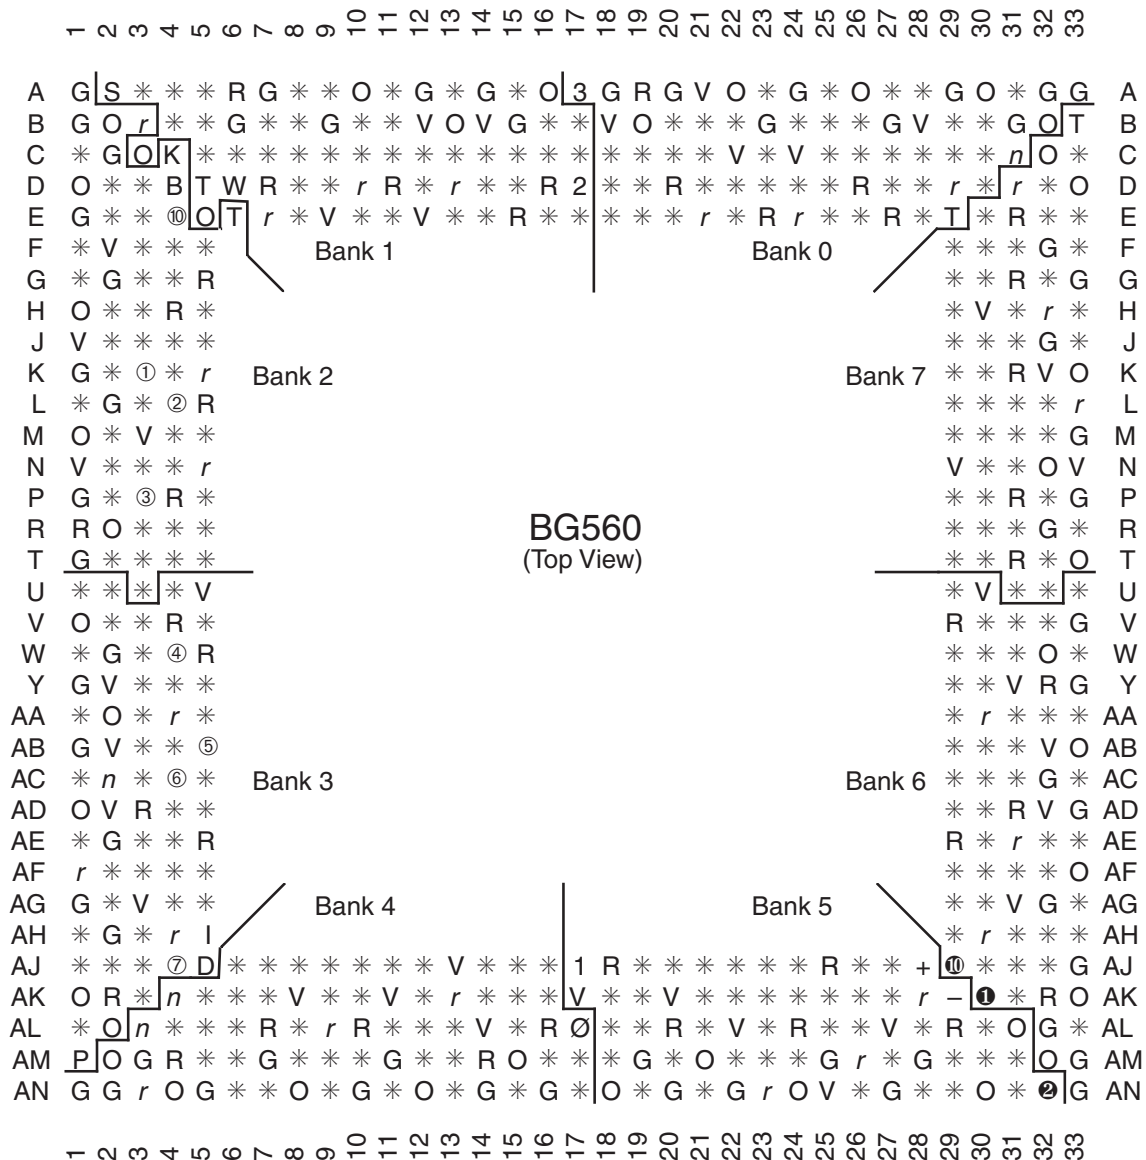 1 2 3 4 5 6 7 8 9 10 11 12 13 14 15 16 17 18 19 20 21 22 23 24 25 26 27 28 29 30 31 32 33
A G S * * * R G * * O * G * G * O 3 G R G V O * G * O * * G O * G G A
B G O r * * G * * G * * V O V G * * V O * * * G * * * G V * * G O T B
C * G O K * * * * * * * * * * * * * * * * * V * V * * * * * * n O * C
D O * * B T W R * * r R * r * * R 2 * * R * * * * * R * * r * r * O D
E G * * ⑩ O T r * V * * V * * R * * * * * r * R r * * R * T * R * * E
F * V * * * Bank 1 Bank 0 * * * G * F
G * G * * R * * R * G G
H O * * R * * V * r * H
J V * * * * * * * G * J
K G * ① * r Bank 2 Bank 7 * * R V O K
L * G * ② R * * * * r L
M O * V * * * * * * G M
N V * * * r V * * O V N
P G * ③ R * * * R * G P
R R O * * * BG560 * * * G * R
T G * * * * (Top View) * * R * O T
U * * * * V * V * * * U
V O * * R * R * * * G V
W * G * ④ R * * * O * W
Y G V * * * * * V R G Y
AA * O * r * * r * * * AA
AB G V * * ⑤ * * * V O AB
AC * n * ⑥ * Bank 3 Bank 6 * * * G * AC
AD O V R * * * * R V G AD
AE * G * * R R * r * * AE
AF r * * * * * * * * O AF
AG G * V * * Bank 4 Bank 5 * * V G * AG
AH * G * r I * r * * * AH
AJ * * * ⑦ D * * * * * * * V * * * 1 R * * * * * * R * * + ❿ * * * G AJ
AK O R * n * * * V * * V * r * * * V * * V * * * * * * * r – ❶ * R O AK
AL * O n * * * R * r R * * * V * R Ø * * R * V * R * * V * R * O G * AL
AM P O G R * * G * * * G * * R O * * * G * O * * * G r * G * * * O G AM
AN G G r O G * * O * G * O * G * G * O * G * G r O V * G * * O * ❷ G AN
1 2 3 4 5 6 7 8 9 10 11 12 13 14 15 16 17 18 19 20 21 22 23 24 25 26 27 28 29 30 31 32 33